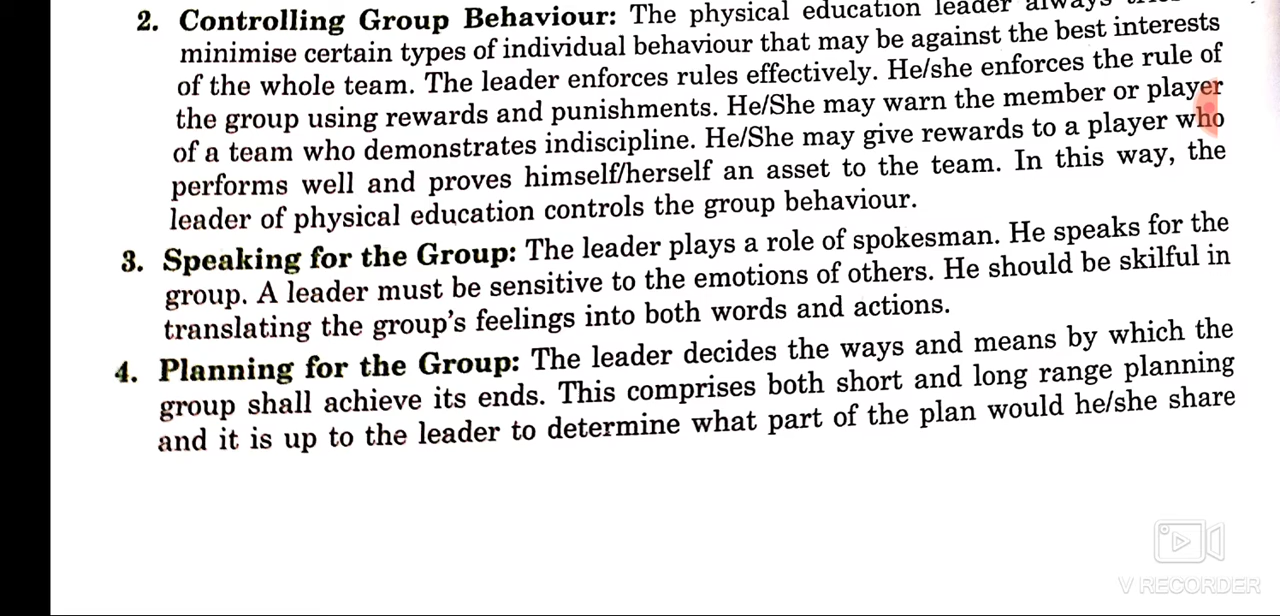 2. Controlling Group Behaviour: The physical education leader always
minimise certain types of individual behaviour that may be against the best interests
of the whole team. The leader enforces rules effectively. He/she enforces the rule of
the group using rewards and punishments. He/She may warn the member or player
of a team who demonstrates indiscipline. He/She may give rewards to a player who
performs well and proves himself/herself an asset to the team. In this way, the
leader of physical education controls the group behaviour.
3. Speaking for the Group: The leader plays a role of spokesman. He speaks for the
group. A leader must be sensitive to the emotions of others. He should be skilful in
translating the group's feelings into both words and actions.
4. Planning for the Group: The leader decides the ways and means by which the
group shall achieve its ends. This comprises both short and long range planning
and it is up to the leader to determine what part of the plan would he/she share
V RECORDER